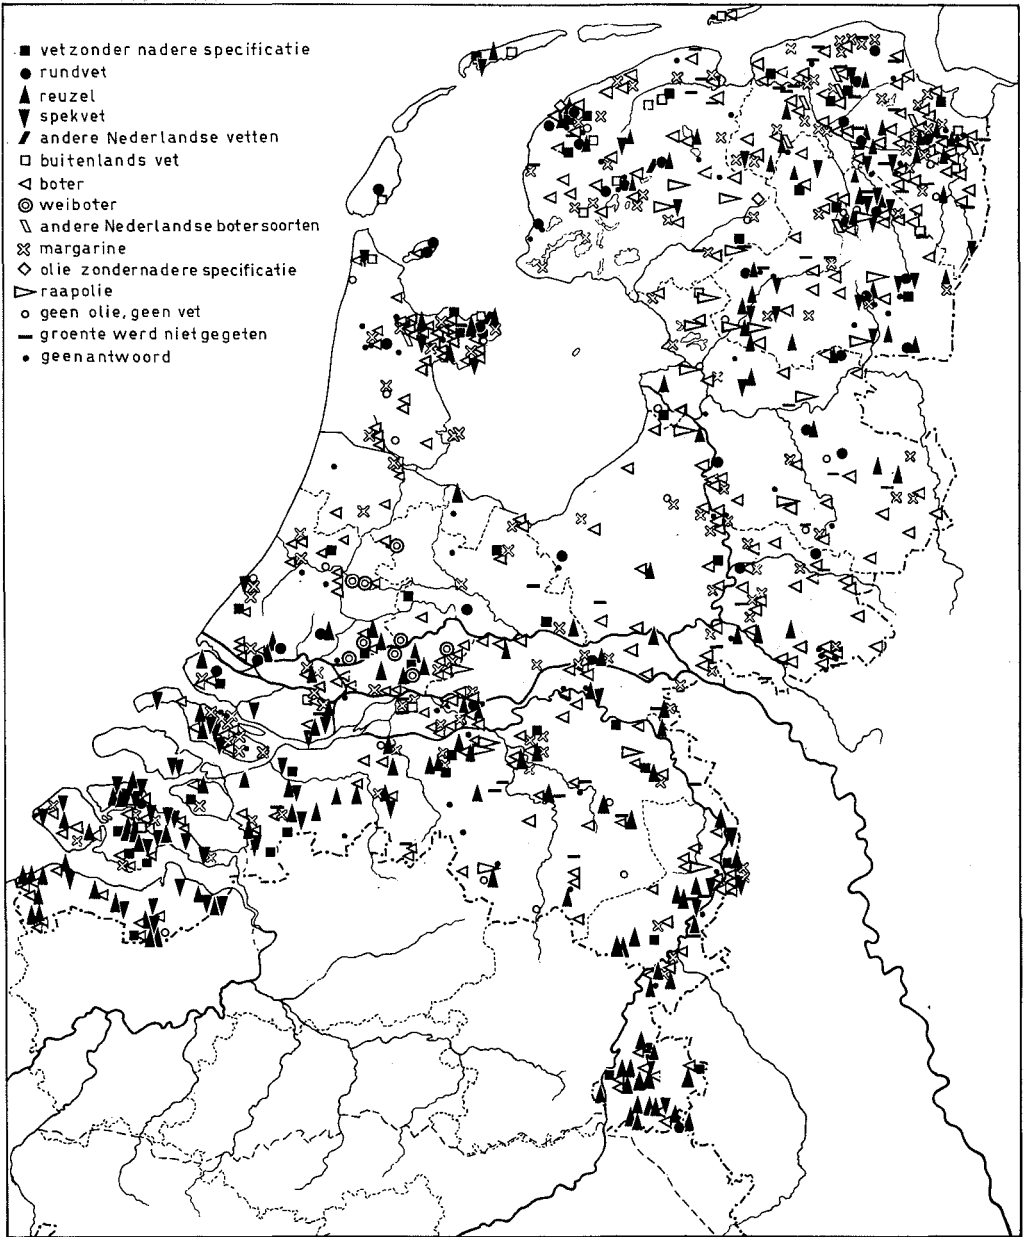 vet zonder nadere specificatie
rundvet
reuzel
spekvet
andere Nederlandse vetten
buitenlands vet
boter
weiboter
andere Nederlandse botersoorten
margarine
olie zonder nadere specificatie
raapolie
geen olie, geen vet
groente werd niet gegeten
geen antwoord